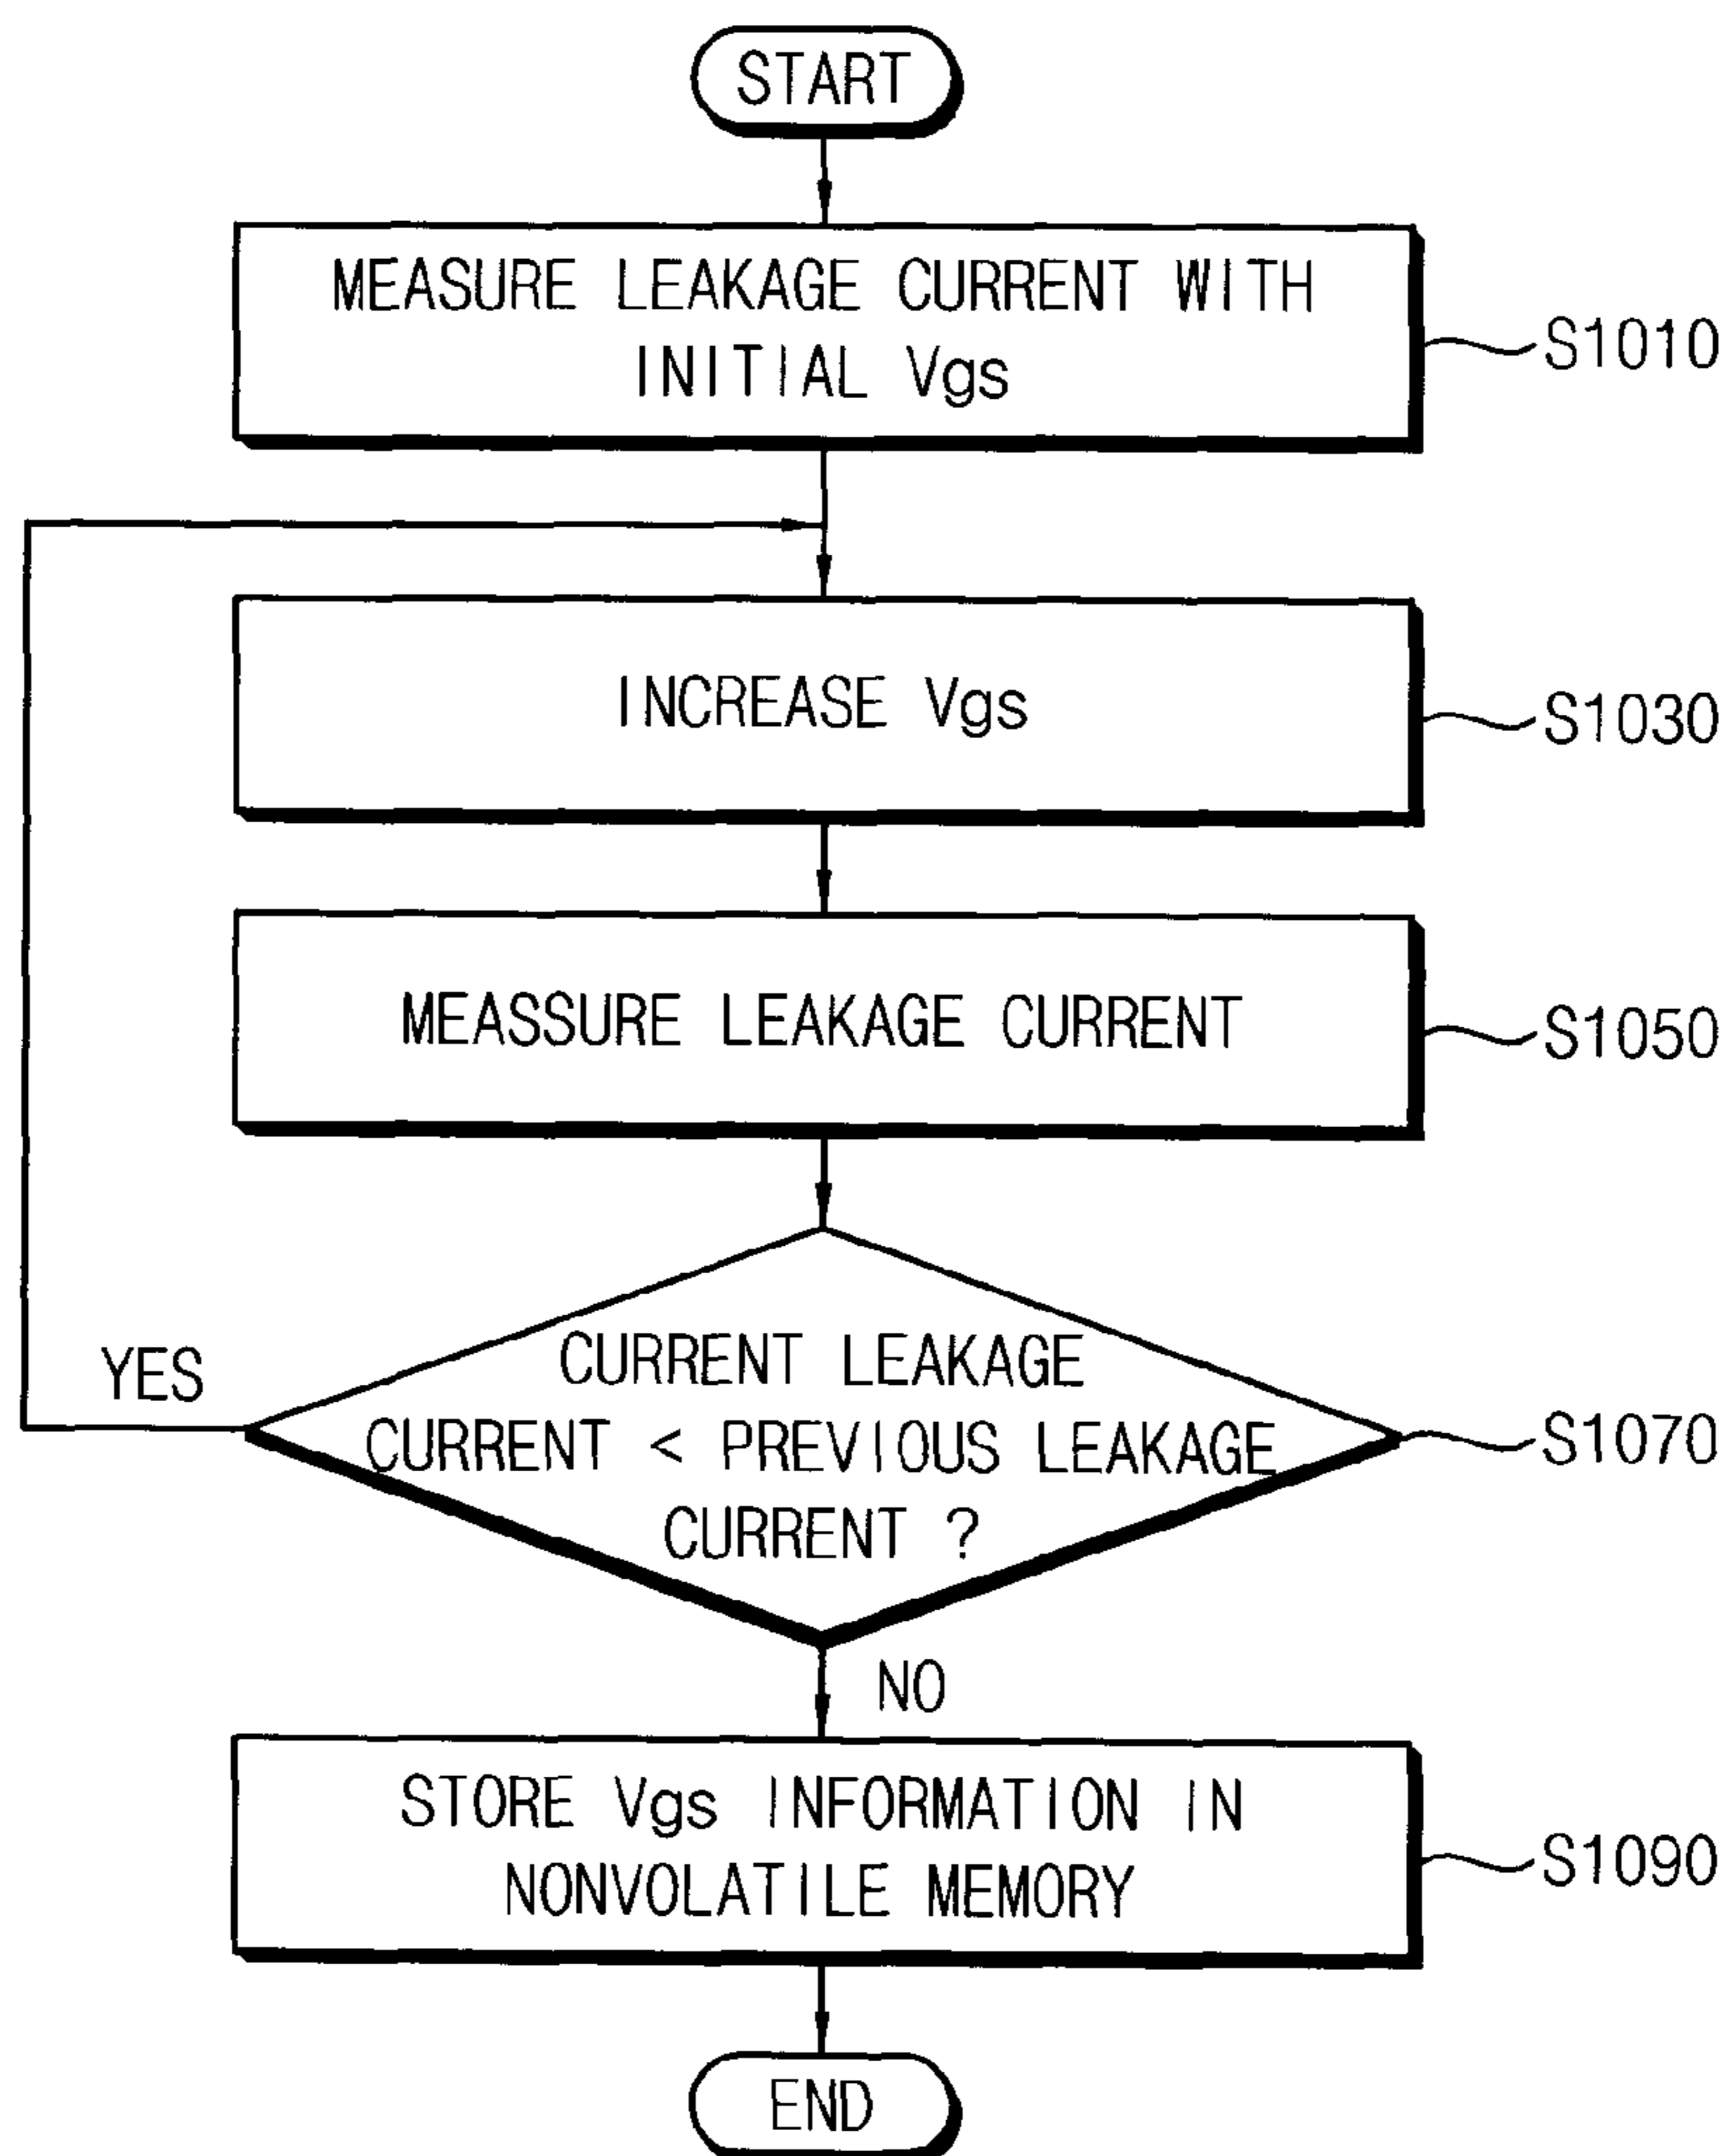 START
MEASURE LEAKAGE CURRENT WITH
INITIAL Vgs
S1010
INCREASE Vgs
S1030
MEASSURE LEAKAGE CURRENT
S1050
CURRENT LEAKAGE
YES
CURRENT < PREVIOUS LEAKAGE
S1070
CURRENT ?
NO
STORE Vgs INFORMATION IN
NONVOLATILE MEMORY
S1090
END